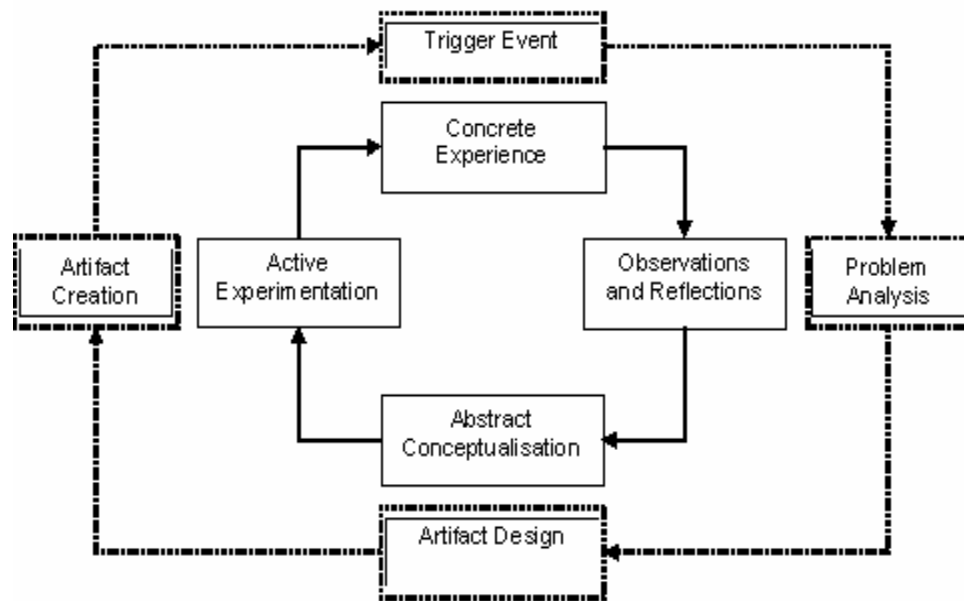 Trigger Event
Concrete
Experience
Artifact
Creation
Active
Experimentation
Observations
and Reflections
Problem
Analysis
Abstract
Conceptualisation
Artifact Design